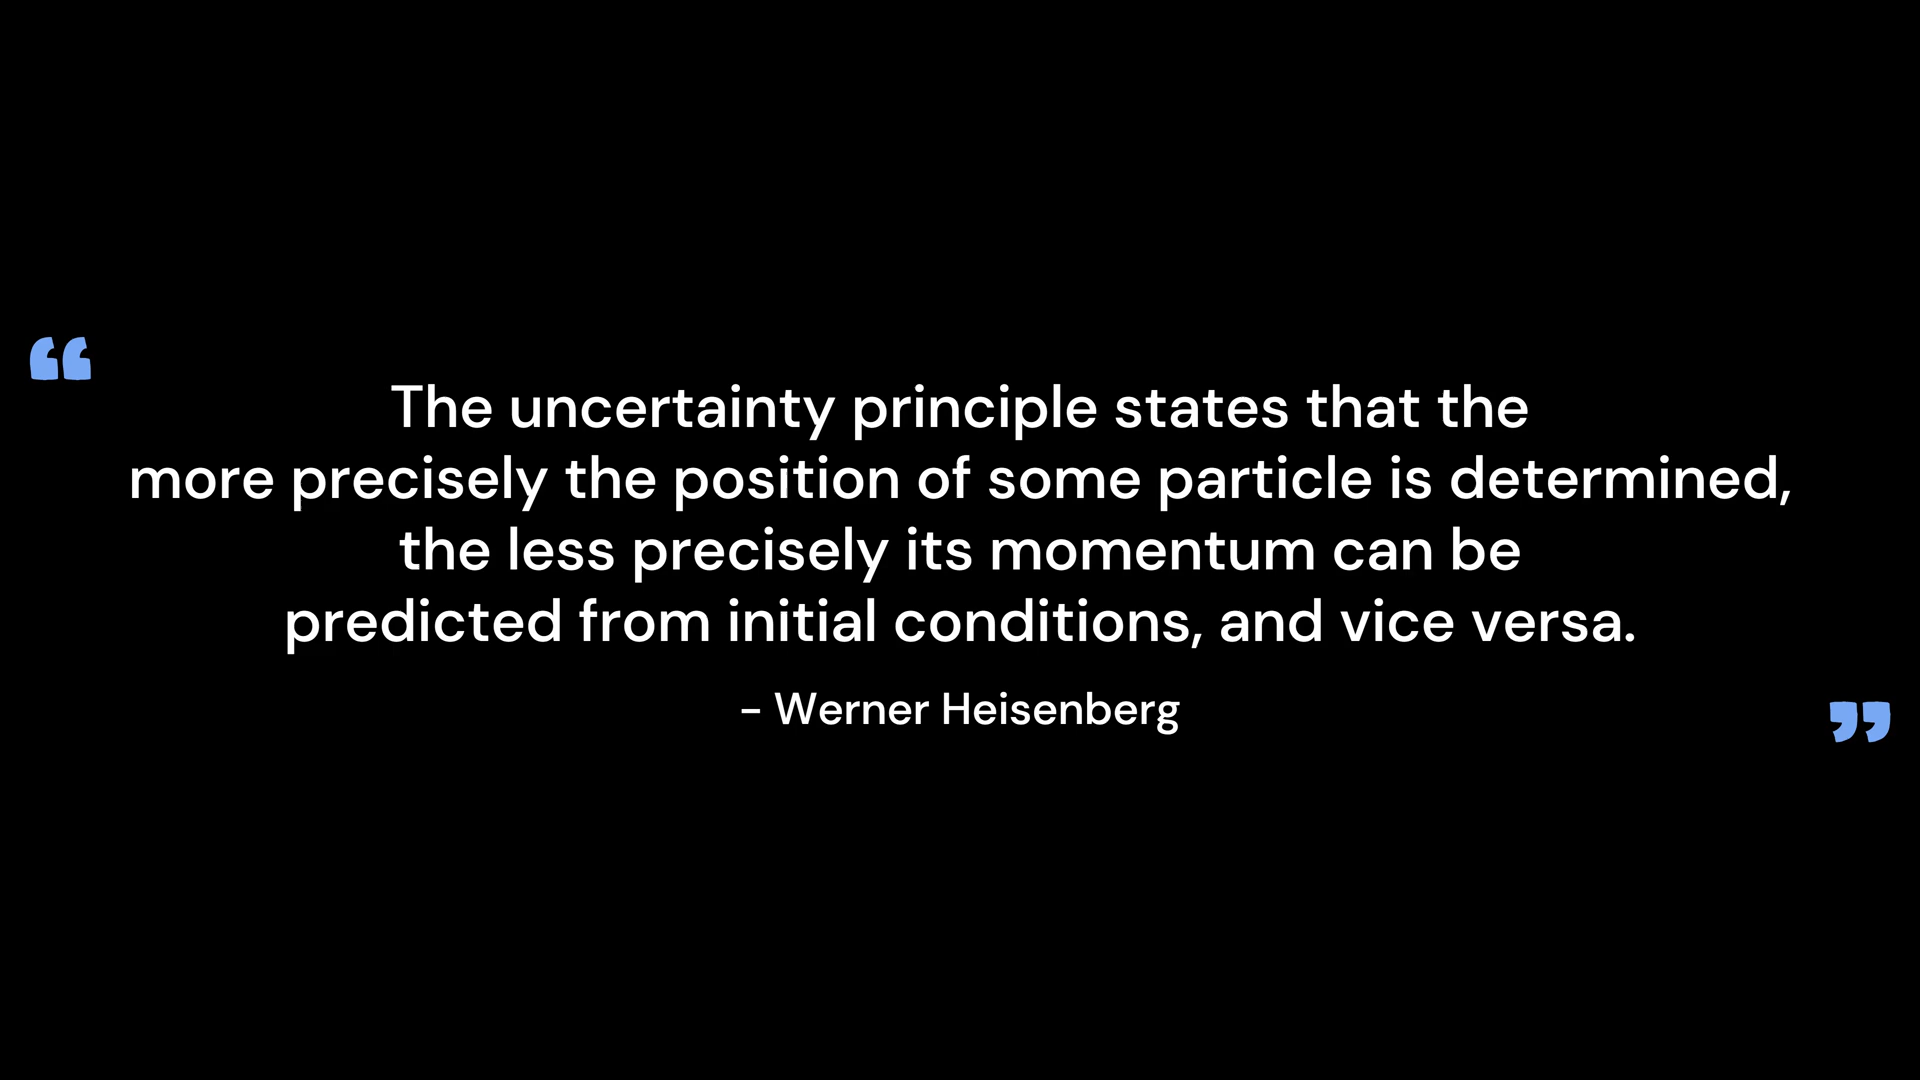 “
The uncertainty principle states that the
more precisely the position of some particle is determined,
the less precisely its momentum can be
predicted from initial conditions, and vice versa.
– Werner Heisenberg
”